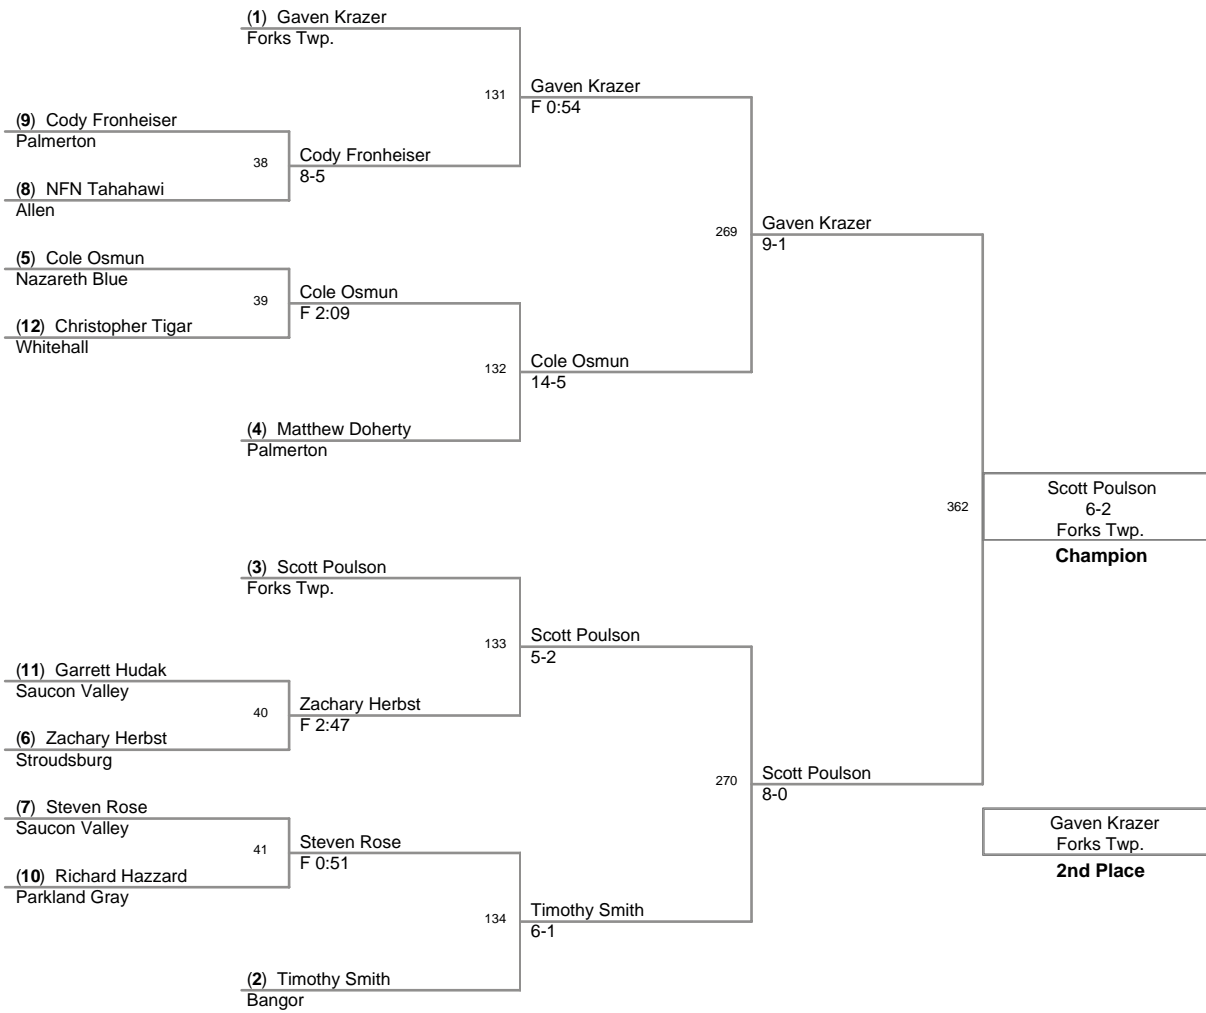 (1) Gaven Krazer
Forks Twp.
131
Gaven Krazer
F 0:54
(9) Cody Fronheiser
Palmerton
38
Cody Fronheiser
8-5
(8) NFN Tahahawi
Allen
269
Gaven Krazer
9-1
(5) Cole Osmun
Nazareth Blue
39
Cole Osmun
F 2:09
(12) Christopher Tigar
Whitehall
132
Cole Osmun
14-5
(4) Matthew Doherty
Palmerton
362
Scott Poulson
6-2
Forks Twp.
Champion
(3) Scott Poulson
Forks Twp.
133
Scott Poulson
5-2
(11) Garrett Hudak
Saucon Valley
40
Zachary Herbst
F 2:47
(6) Zachary Herbst
Stroudsburg
270
Scott Poulson
8-0
(7) Steven Rose
Saucon Valley
41
Steven Rose
F 0:51
(10) Richard Hazzard
Parkland Gray
134
Timothy Smith
6-1
(2) Timothy Smith
Bangor
Gaven Krazer
Forks Twp.
2nd Place